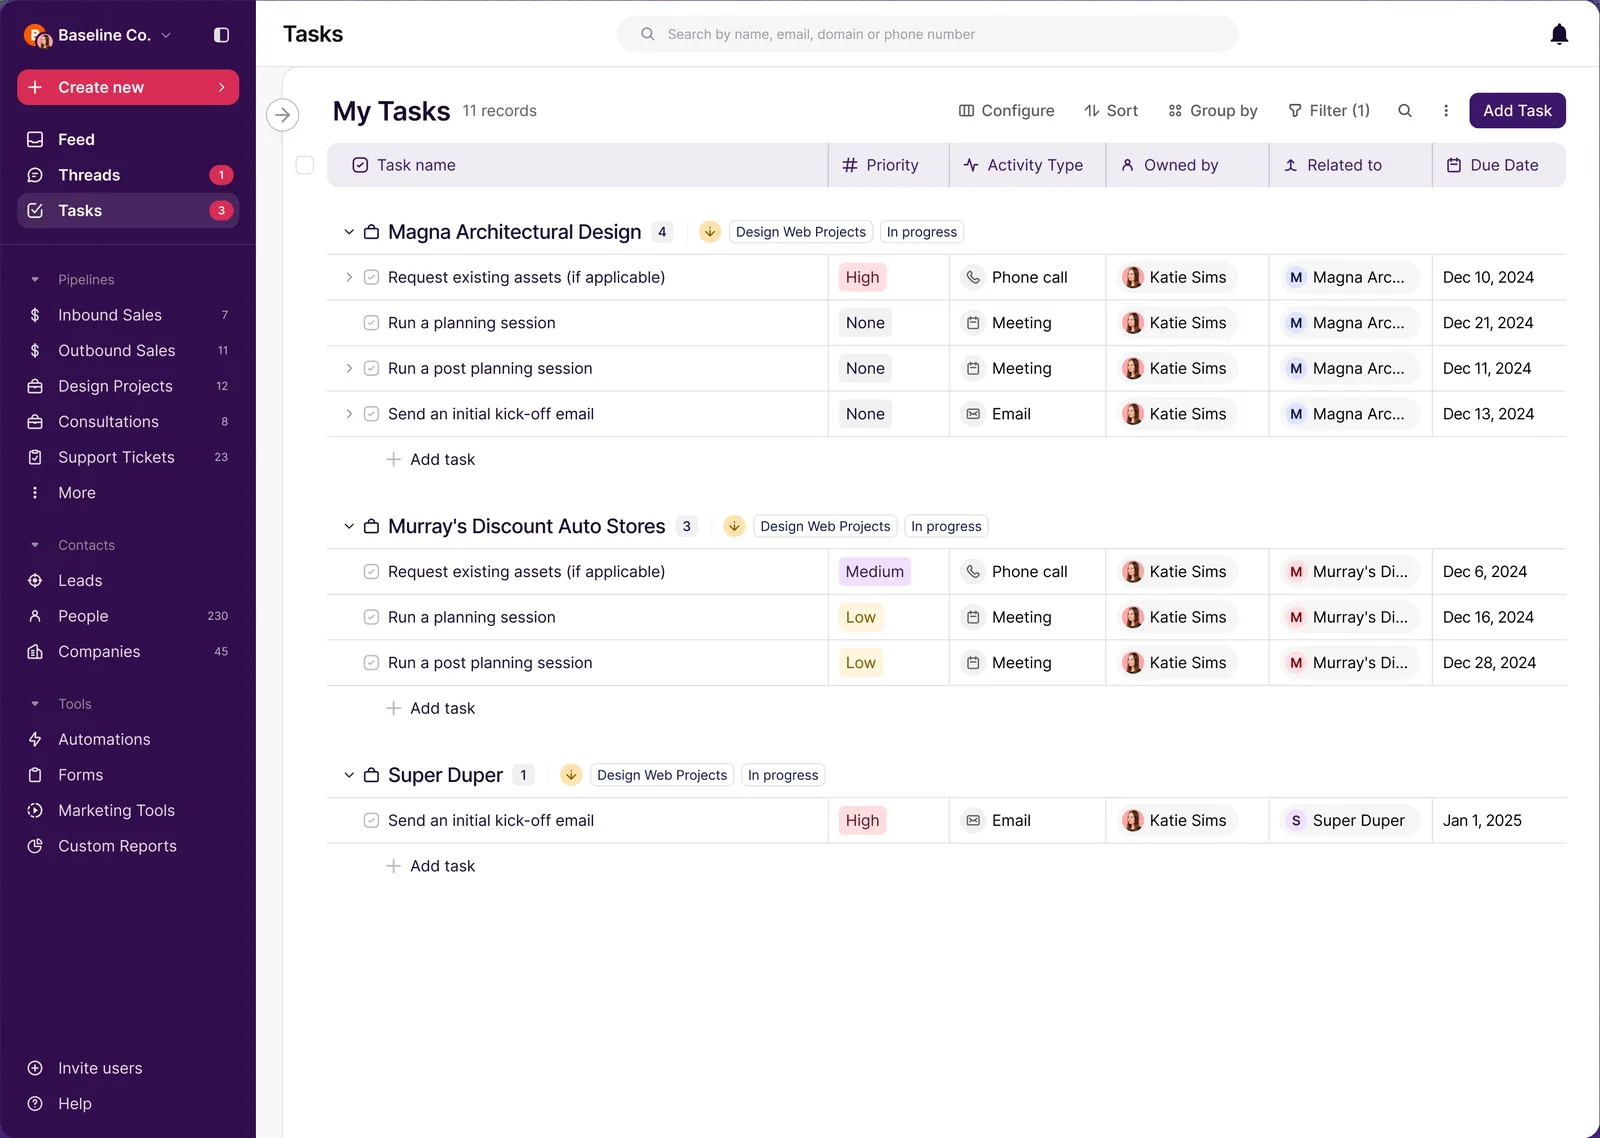 Baseline Co.
Create new
Feed
Threads 1
Tasks 3
Pipelines
Inbound Sales 7
Outbound Sales 11
Design Projects 12
Consultations 8
Support Tickets 23
More
Contacts
Leads
People 230
Companies 45
Tools
Automations
Forms
Marketing Tools
Custom Reports
Invite users
Help
Tasks
Search by name, email, domain or phone number
My Tasks 11 records Configure Sort Group by Filter (1) Add Task
Task name Priority Activity Type Owned by Related to Due Date
Magna Architectural Design 4 Design Web Projects In progress
Request existing assets (if applicable) High Phone call Katie Sims M Magna Arc... Dec 10, 2024
Run a planning session None Meeting Katie Sims M Magna Arc... Dec 21, 2024
Run a post planning session None Meeting Katie Sims M Magna Arc... Dec 11, 2024
Send an initial kick-off email None Email Katie Sims M Magna Arc... Dec 13, 2024
Add task
Murray's Discount Auto Stores 3 Design Web Projects In progress
Request existing assets (if applicable) Medium Phone call Katie Sims M Murray's Di... Dec 6, 2024
Run a planning session Low Meeting Katie Sims M Murray's Di... Dec 16, 2024
Run a post planning session Low Meeting Katie Sims M Murray's Di... Dec 28, 2024
Add task
Super Duper 1 Design Web Projects In progress
Send an initial kick-off email High Email Katie Sims S Super Duper Jan 1, 2025
Add task